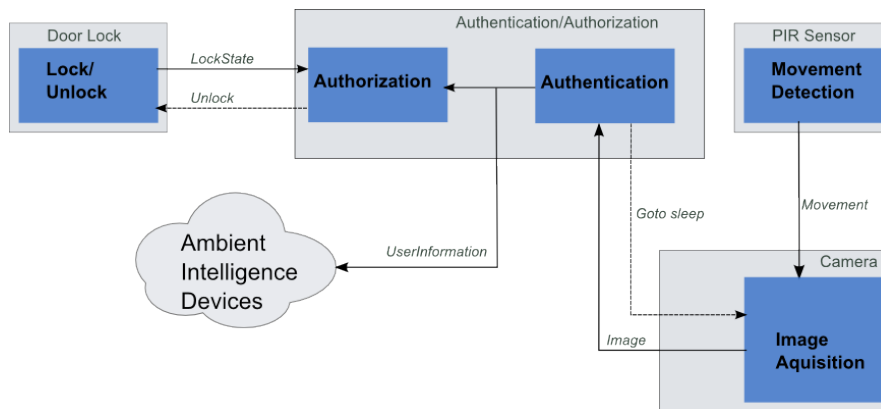 Door Lock
Authentication/Authorization
PIR Sensor
Lock/
Unlock
LockState
Unlock
Authorization
Authentication
Movement
Detection
Goto sleep
Movement
Ambient
Intelligence
Devices
UserInformation
Camera
Image
Image
Aquisition